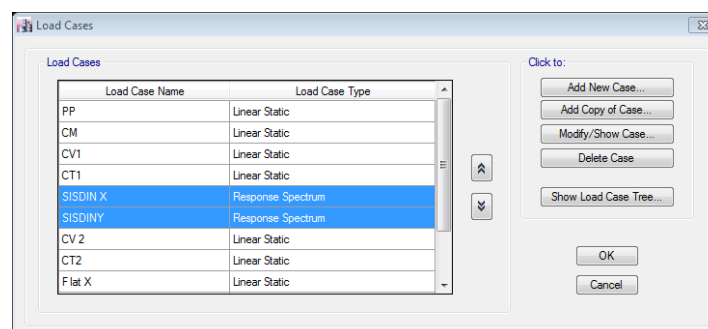 Load Cases
Load Cases
Click to:
Load Case Name Load Case Type
PP Linear Static
CM Linear Static
CV1 Linear Static
CT1 Linear Static
SISDIN X Response Spectrum
SISDINY Response Spectrum
CV 2 Linear Static
CT2 Linear Static
F lat X Linear Static
Add New Case...
Add Copy of Case...
Modify/Show Case...
Delete Case
Show Load Case Tree...
OK
Cancel